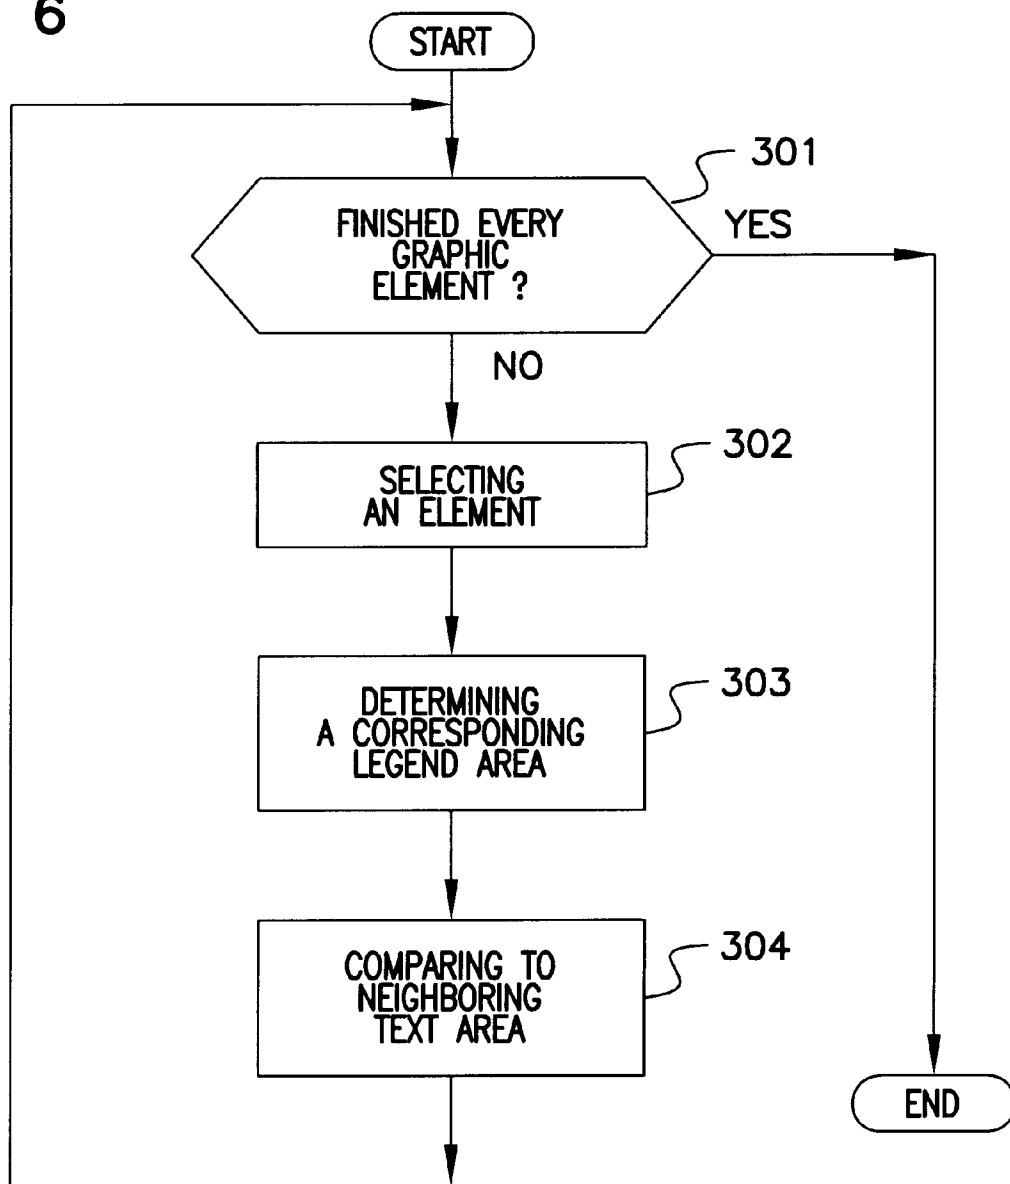 6
START
301
FINISHED EVERY
GRAPHIC
ELEMENT ?
YES
NO
302
SELECTING
AN ELEMENT
303
DETERMINING
A CORRESPONDING
LEGEND AREA
304
COMPARING TO
NEIGHBORING
TEXT AREA
END